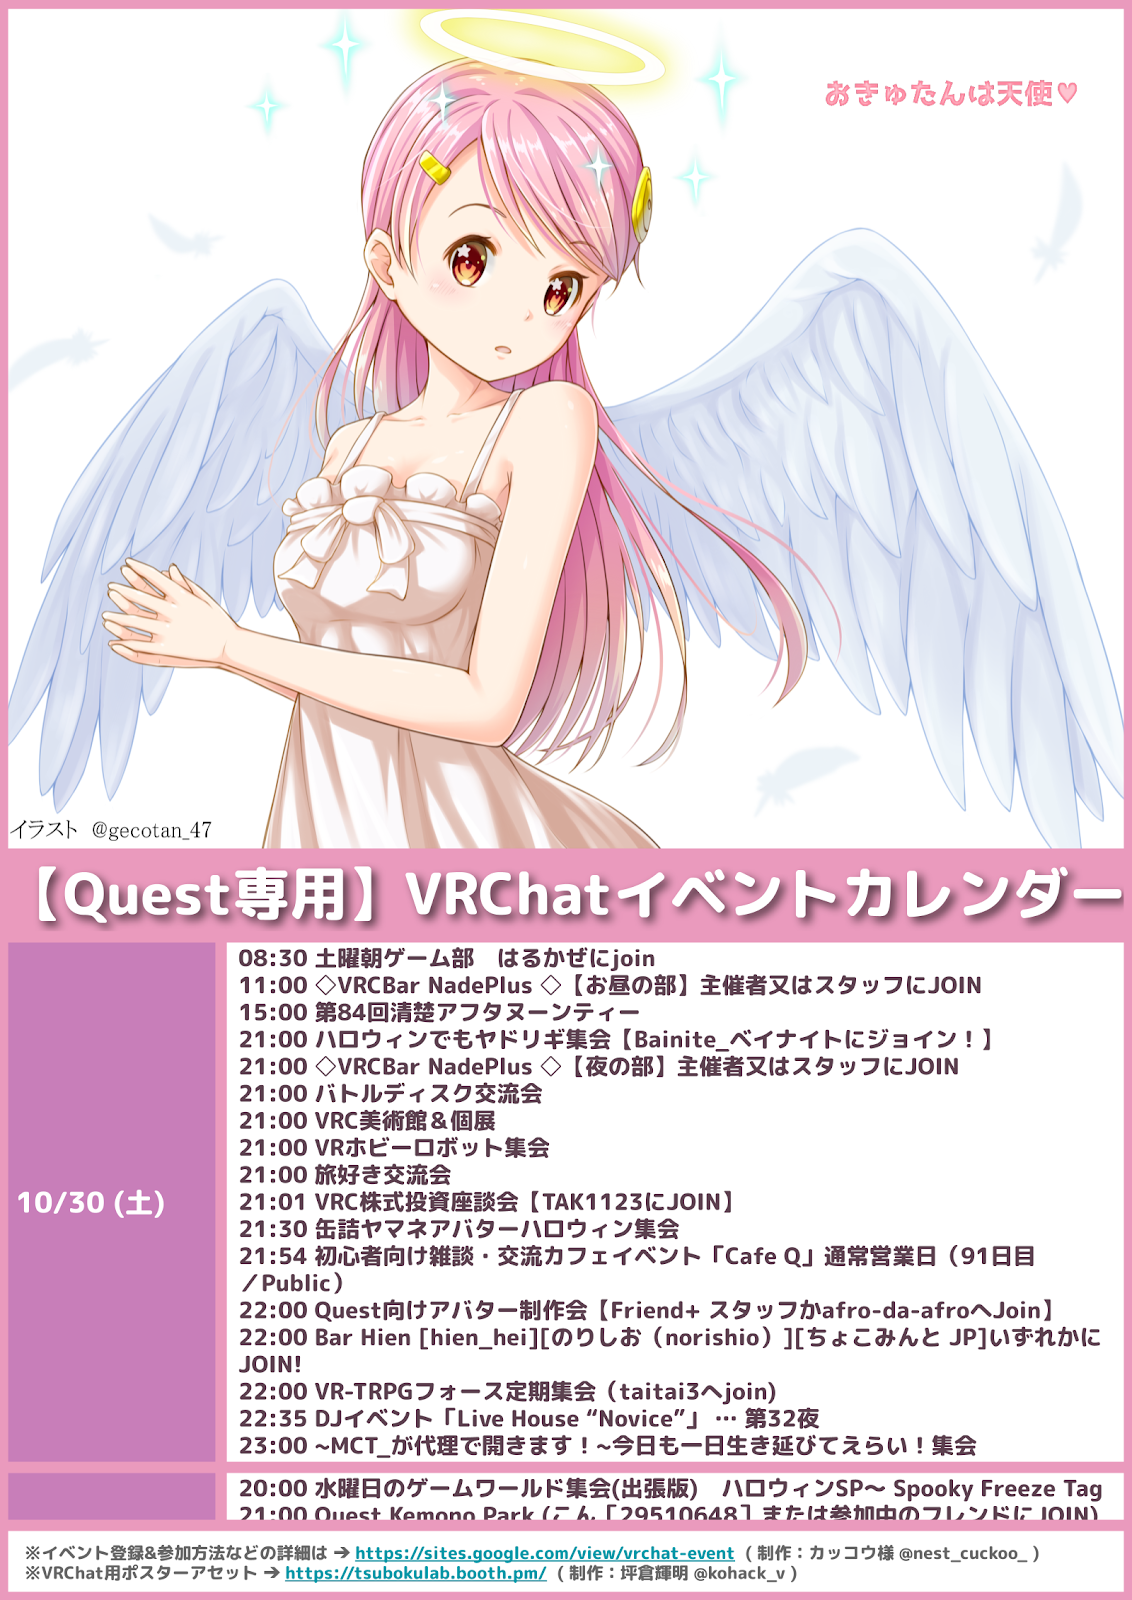 おきゅたんは天使♥
イラスト @gecotan_47
【Quest専用】VRChatイベントカレンダー
10/30 (土)
08:30 土曜朝ゲーム部　はるかぜにjoin
11:00 ◇VRCBar NadePlus ◇【お昼の部】主催者又はスタッフにJOIN
15:00 第84回清楚アフタヌーンティー
21:00 ハロウィンでもヤドリギ集会【Bainite_ベイナイトにジョイン！】
21:00 ◇VRCBar NadePlus ◇【夜の部】主催者又はスタッフにJOIN
21:00 バトルディスク交流会
21:00 VRC美術館＆個展
21:00 VRホビーロボット集会
21:00 旅好き交流会
21:01 VRC株式投資座談会【TAK1123にJOIN】
21:30 缶詰ヤマネアバターハロウィン集会
21:54 初心者向け雑談・交流カフェイベント「Cafe Q」通常営業日（91日目
／Public）
22:00 Quest向けアバター制作会【Friend+ スタッフかafro-da-afroへJoin】
22:00 Bar Hien [hien_hei][のりしお（norishio）][ちょこみんと JP]いずれかに
JOIN!
22:00 VR-TRPGフォース定期集会（taitai3へjoin)
22:35 DJイベント「Live House “Novice”」 … 第32夜
23:00 ~MCT_が代理で開きます！~今日も一日生き延びてえらい！集会
20:00 水曜日のゲームワールド集会(出張版)　ハロウィンSP～ Spooky Freeze Tag
21:00 Quest Kemono Park (こん［29510648］または参加中のフレンドにJOIN)
※イベント登録&参加方法などの詳細は → https://sites.google.com/view/vrchat-event ( 制作：カッコウ様 @nest_cuckoo_ )
※VRChat用ポスターアセット → https://tsubokulab.booth.pm/ ( 制作：坪倉輝明 @kohack_v )